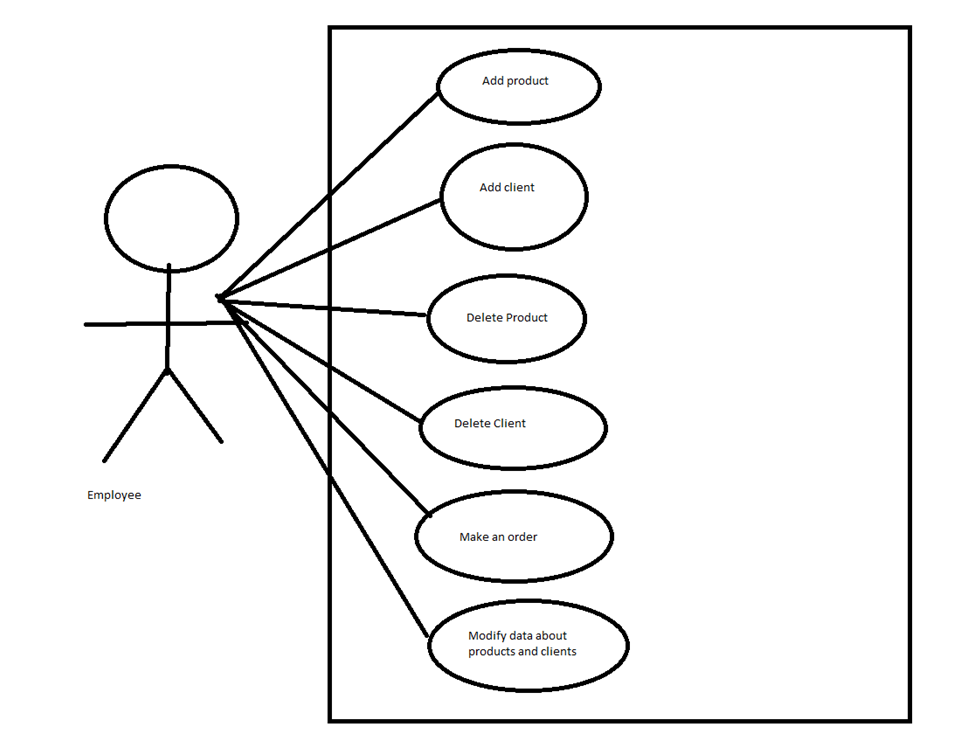 Add product
Add client
Delete Product
Delete Client
Employee
Make an order
Modify data about
products and clients